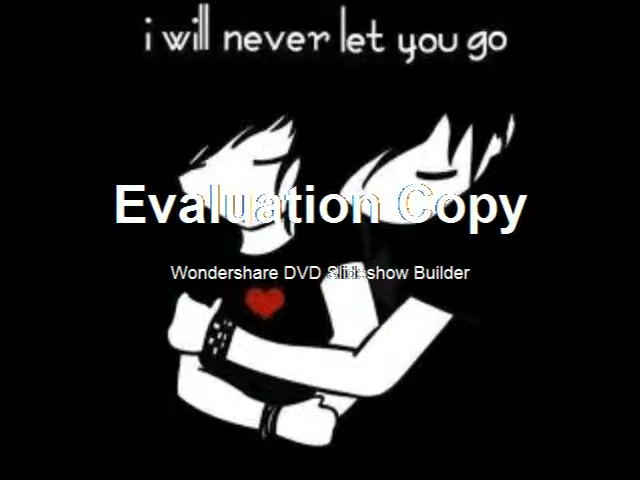 i will never let you go
Evaluation Copy
Wondershare DVD Slideshow Builder